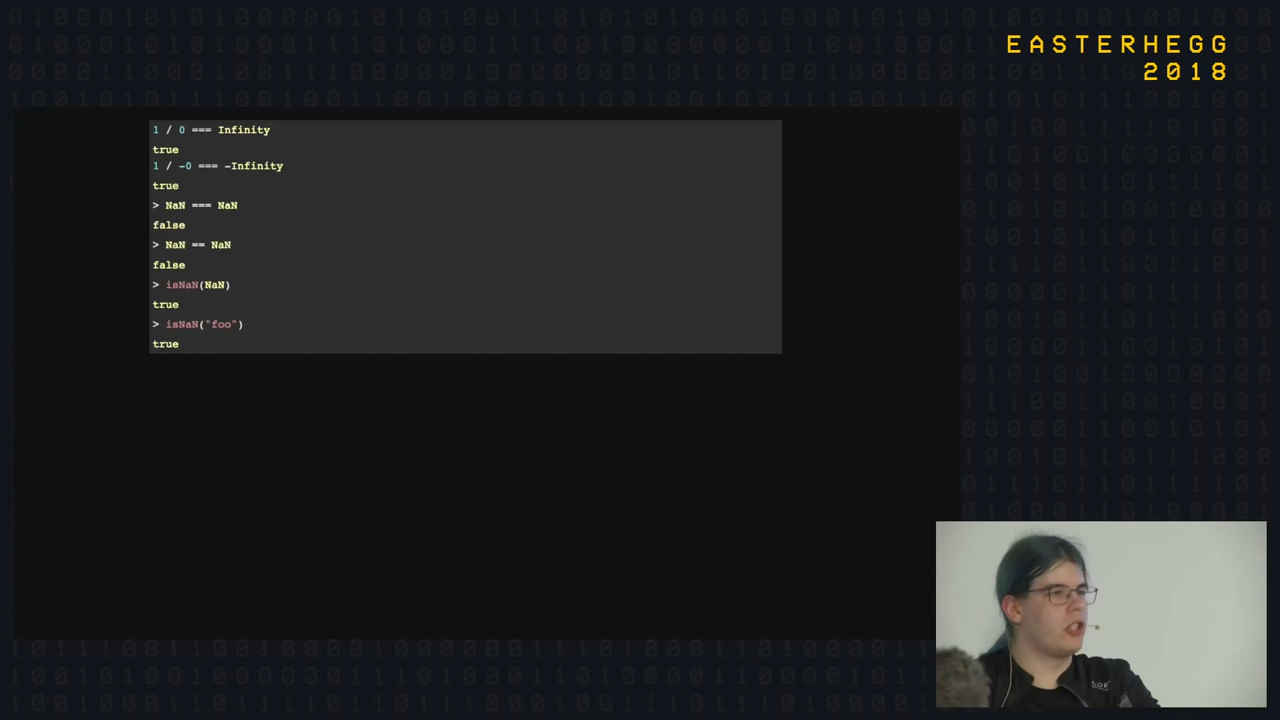 EASTERHEGG
2018
1 / 0 === Infinity
true
1 / -0 === -Infinity
true
> NaN === NaN
false
> NaN == NaN
false
> isNaN(NaN)
true
> isNaN("foo")
true